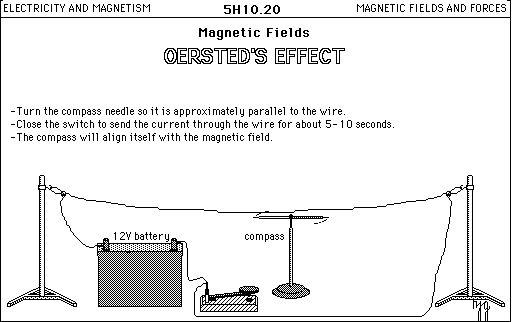 ELECTRICITY AND MAGNETISM
5H10.20
MAGNETIC FIELDS AND FORCES
Magnetic Fields
OERSTED'S EFFECT
-Turn the compass needle so it is approximately parallel to the wire.
-Close the switch to send the current through the wire for about 5-10 seconds.
-The compass will align itself with the magnetic field.
12V battery
compass